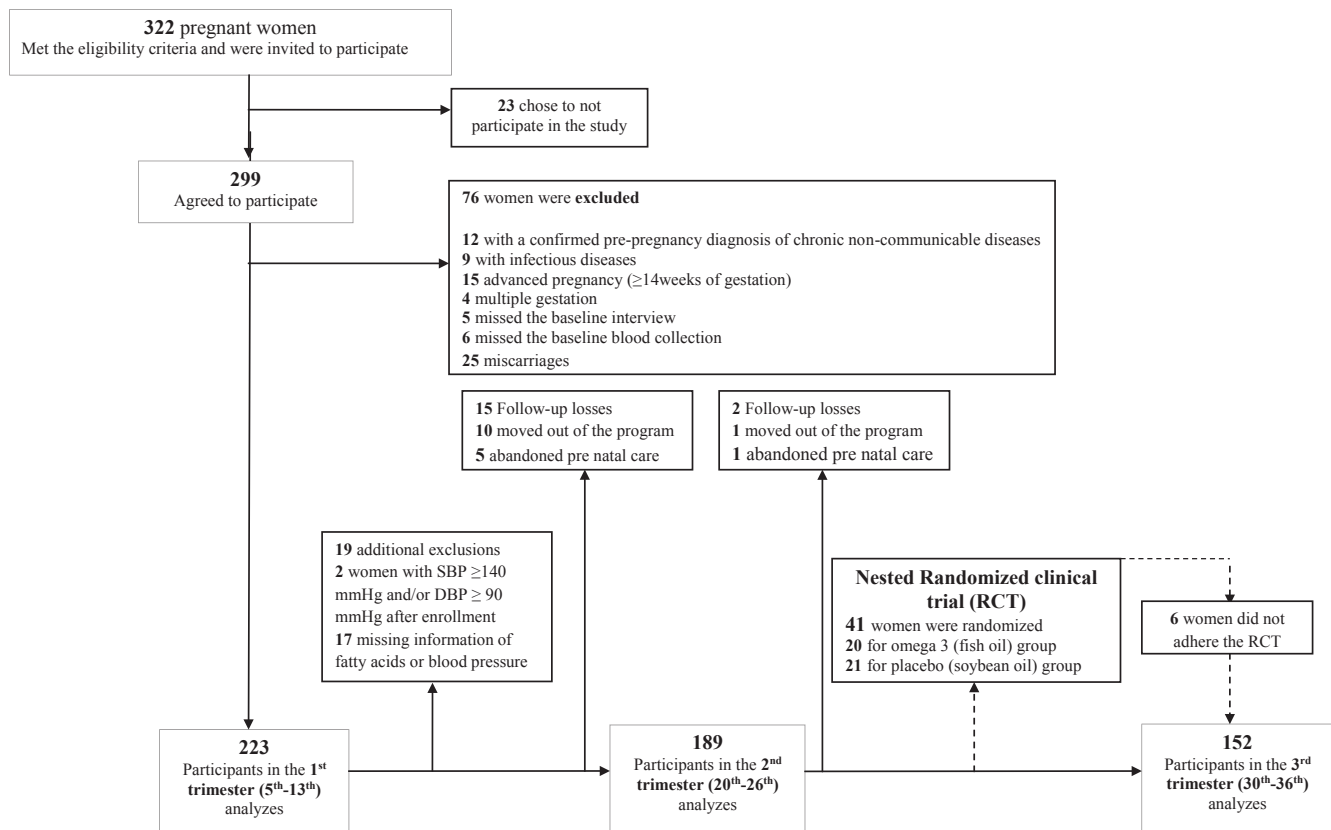 322 pregnant women
Met the eligibility criteria and were invited to participate
23 chose to not
participate in the study
299
Agreed to participate
76 women were excluded
12 with a confirmed pre-pregnancy diagnosis of chronic non-communicable diseases
9 with infectious diseases
15 advanced pregnancy (≥14weeks of gestation)
4 multiple gestation
5 missed the baseline interview
6 missed the baseline blood collection
25 miscarriages
15 Follow-up losses
10 moved out of the program
5 abandoned pre natal care
2 Follow-up losses
1 moved out of the program
1 abandoned pre natal care
19 additional exclusions
2 women with SBP ≥140
mmHg and/or DBP ≥ 90
mmHg after enrollment
17 missing information of
fatty acids or blood pressure
Nested Randomized clinical
trial (RCT)
41 women were randomized
20 for omega 3 (fish oil) group
21 for placebo (soybean oil) group
6 women did not
adhere the RCT
223
Participants in the 1st
trimester (5th-13th)
analyzes
189
Participants in the 2nd
trimester (20th-26th)
analyzes
152
Participants in the 3rd
trimester (30th-36th)
analyzes